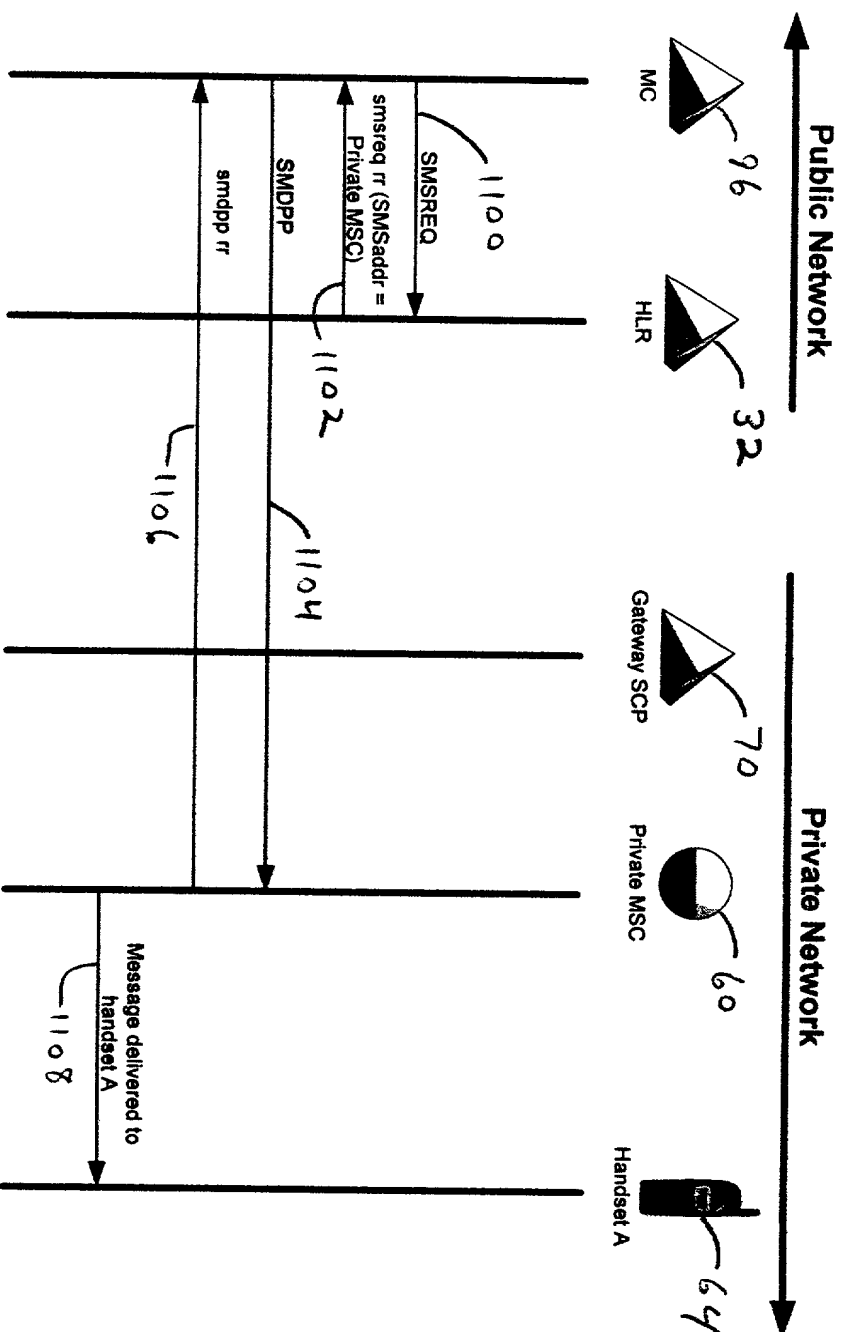 Public Network
Private Network
96
32
70
60
64
MC
HLR
Gateway SCP
Private MSC
Handset A
1100
SMSREQ
smsreq rr (SMSaddr =
Private MSC)
1102
SMDPP
1104
smdpp rr
1106
Message delivered to
handset A
1108